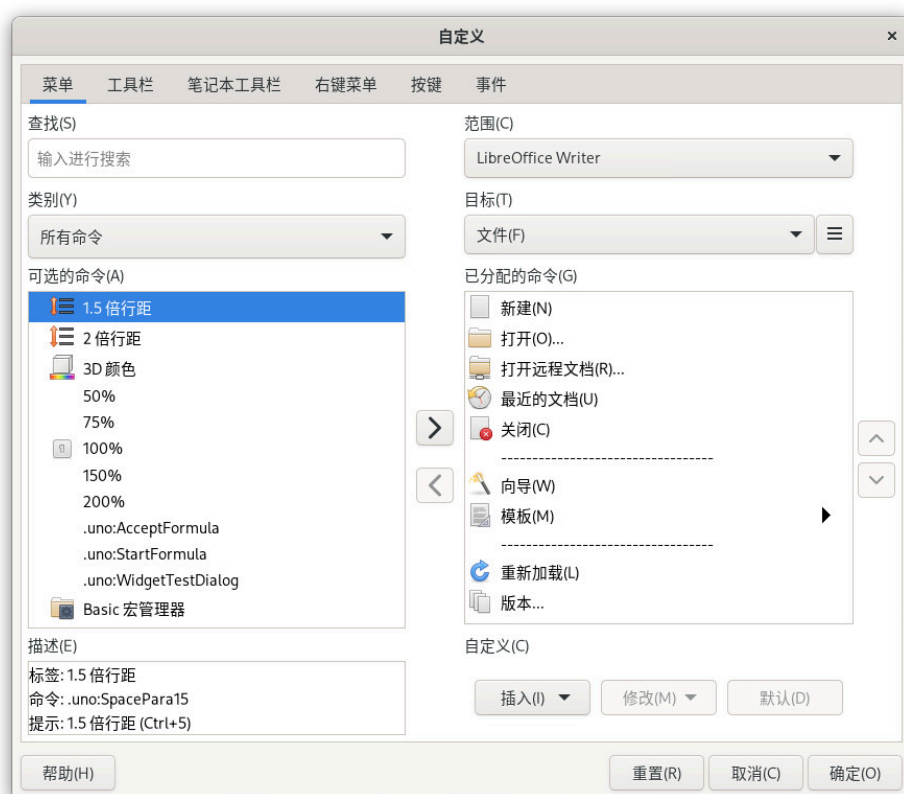 自定义
菜单 工具栏 笔记本工具栏 右键菜单 按键 事件
查找(S)
输入进行搜索
类别(Y)
所有命令
可选的命令(A)
1.5 倍行距
2 倍行距
3D 颜色
50%
75%
100%
150%
200%
.uno:AcceptFormula
.uno:StartFormula
.uno:WidgetTestDialog
Basic 宏管理器
描述(E)
标签: 1.5 倍行距
命令: .uno:SpacePara15
提示: 1.5 倍行距 (Ctrl+5)
范围(C)
LibreOffice Writer
目标(T)
文件(F)
已分配的命令(G)
新建(N)
打开(O)...
打开远程文档(R)...
最近的文档(U)
关闭(C)
----------------------------------
向导(W)
模板(M)
----------------------------------
重新加载(L)
版本...
自定义(C)
插入(I) 修改(M) 默认(D)
帮助(H) 重置(R) 取消(C) 确定(O)